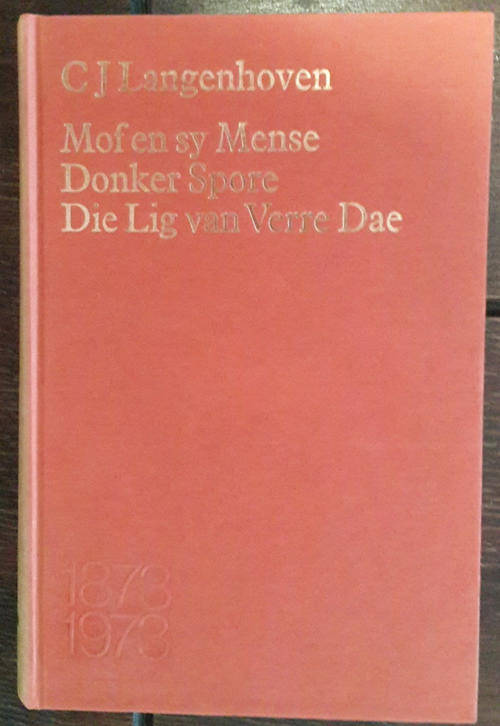 C J Langenhoven
Mof en sy Mense
Donker Spore
Die Lig van Verre Dae
1873
1973